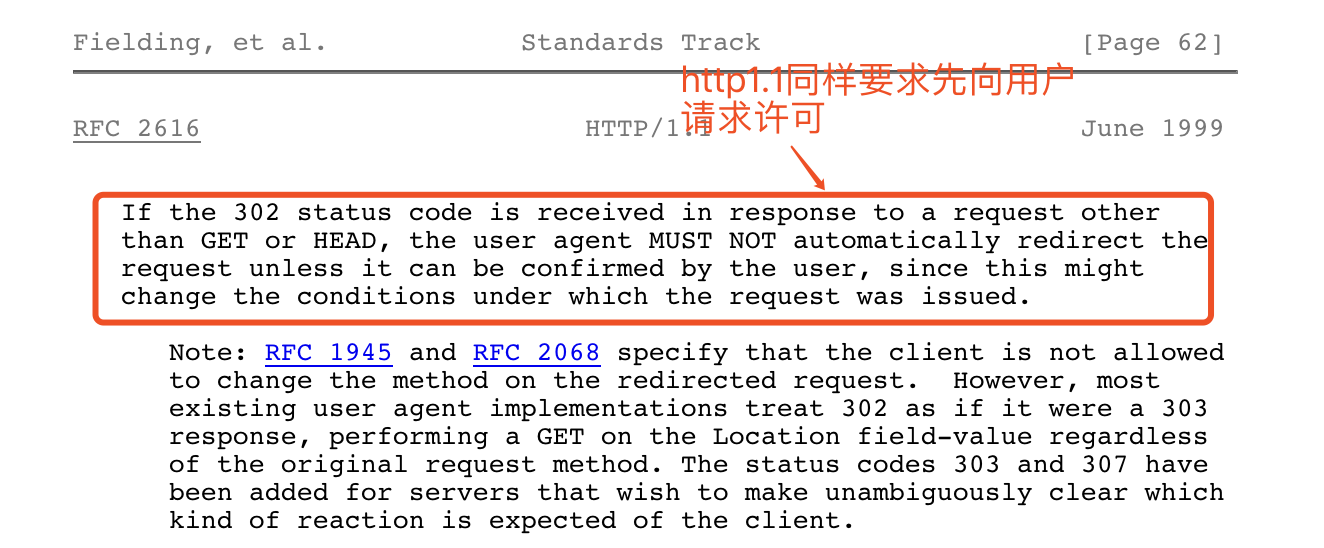 Fielding, et al. Standards Track [Page 62]
http1.1同样要求先向用户
请求许可
RFC 2616 HTTP/1.1 June 1999
If the 302 status code is received in response to a request other
than GET or HEAD, the user agent MUST NOT automatically redirect the
request unless it can be confirmed by the user, since this might
change the conditions under which the request was issued.
Note: RFC 1945 and RFC 2068 specify that the client is not allowed
to change the method on the redirected request. However, most
existing user agent implementations treat 302 as if it were a 303
response, performing a GET on the Location field-value regardless
of the original request method. The status codes 303 and 307 have
been added for servers that wish to make unambiguously clear which
kind of reaction is expected of the client.